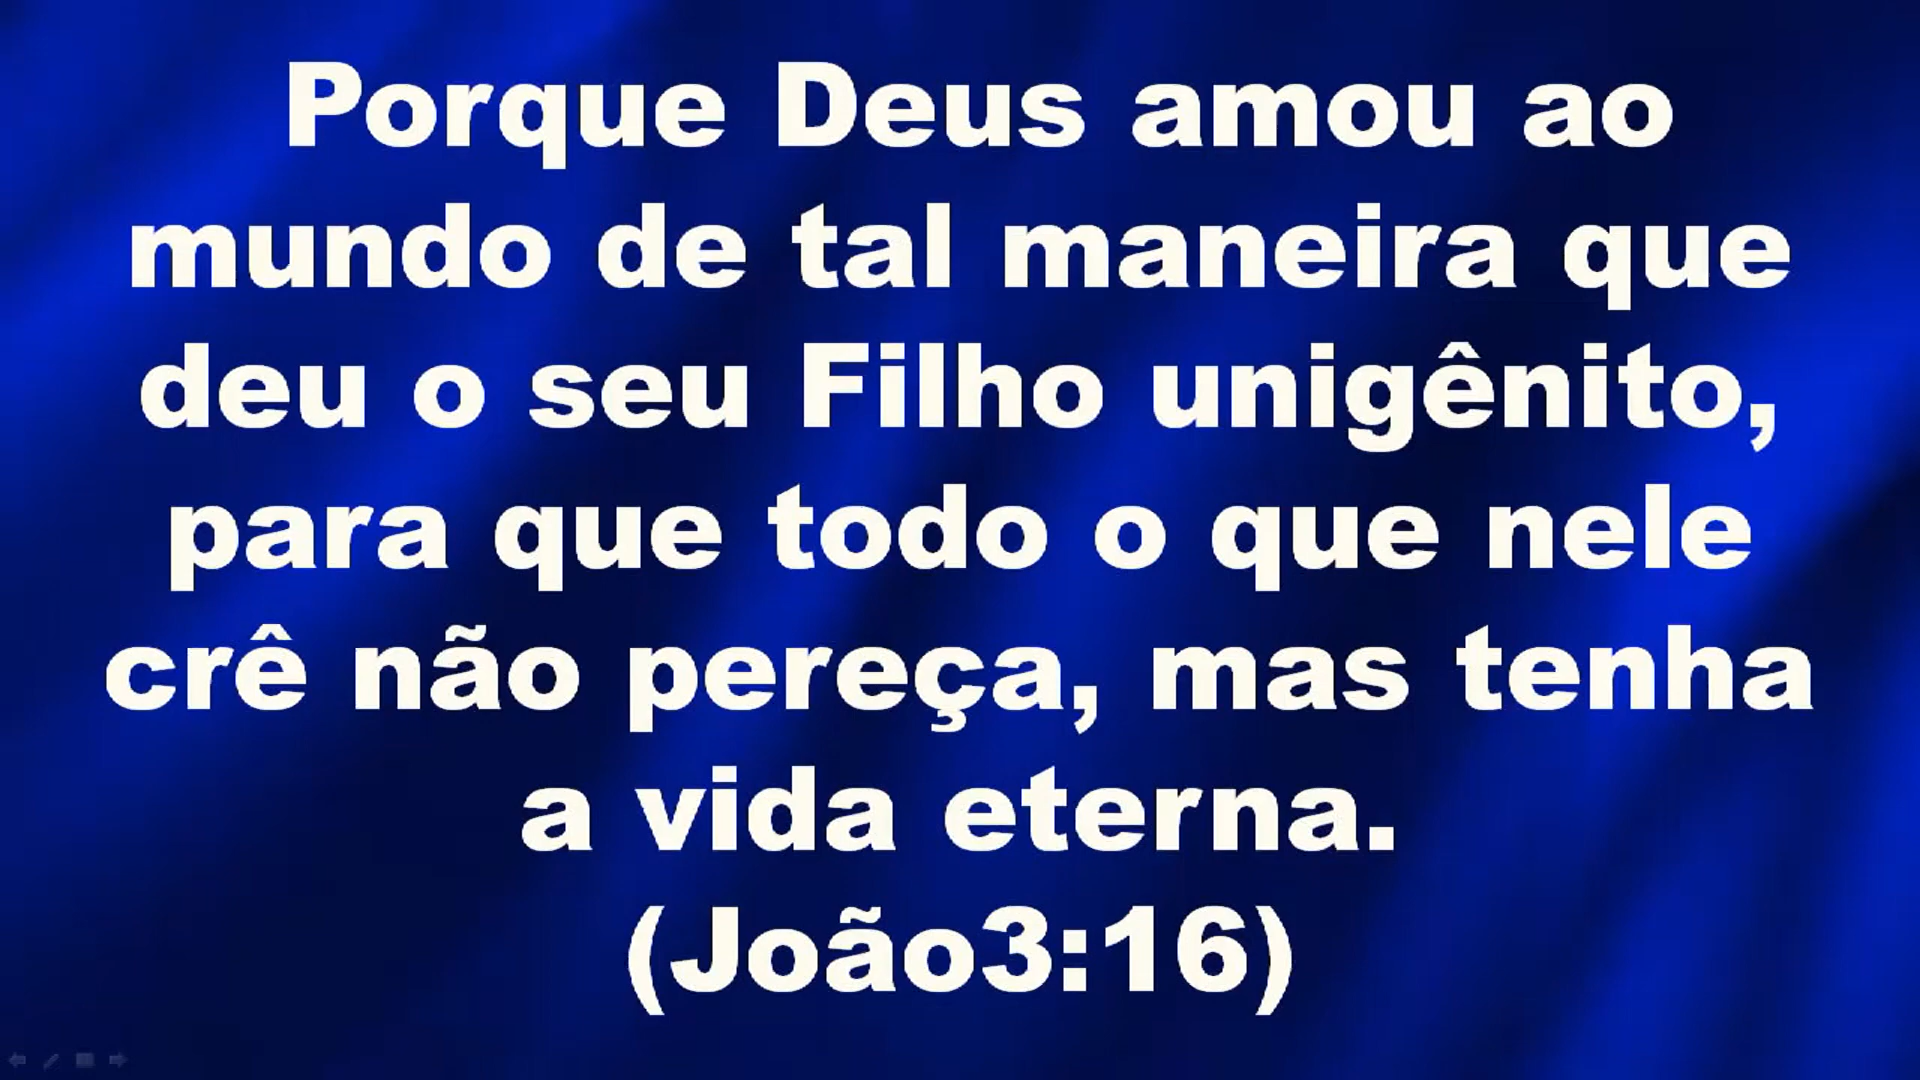 Porque Deus amou ao
mundo de tal maneira que
deu o seu Filho unigênito,
para que todo o que nele
crê não pereça, mas tenha
a vida eterna.
(João3:16)